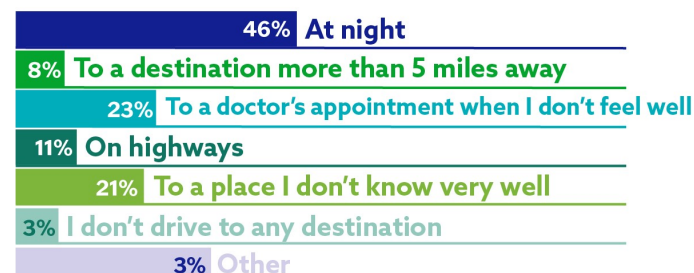 46% At night
8% To a destination more than 5 miles away
23% To a doctor's appointment when I don't feel well
11% On highways
21% To a place I don't know very well
3% I don't drive to any destination
3% Other